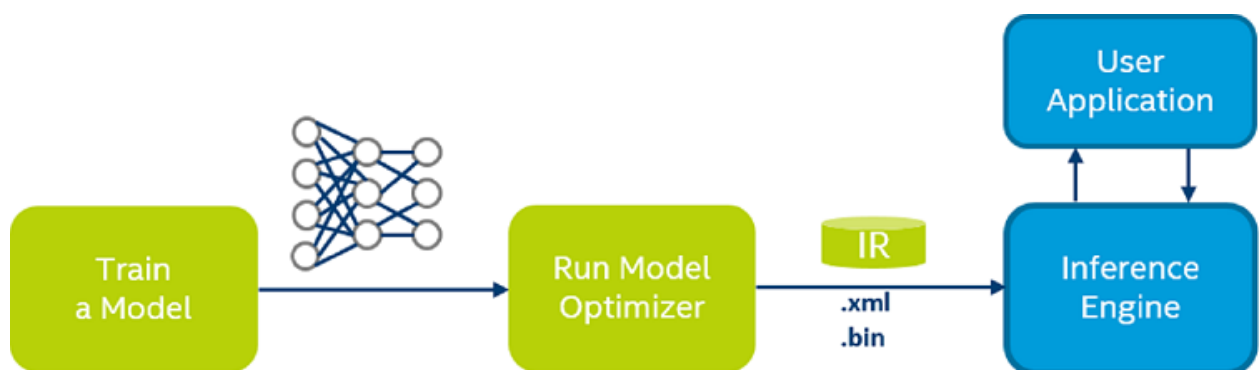 User
Application
Train
a Model
Run Model
Optimizer
IR
.xml
.bin
Inference
Engine